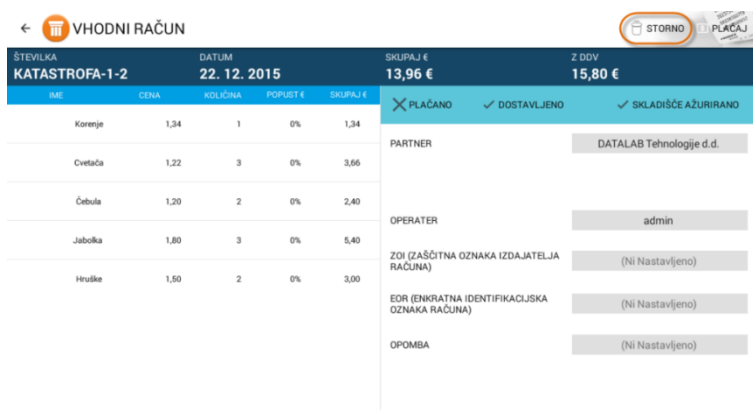 VHODNI RAČUN
STORNO
PLAČAJ
ŠTEVILKA DATUM SKUPAJ € Z DDV
KATASTROFA-1-2 22. 12. 2015 13,96 € 15,80 €
IME CENA KOLIČINA POPUST € SKUPAJ €
Korenje 1,34 1 0% 1,34
Cvetača 1,22 3 0% 3,66
Čebula 1,20 2 0% 2,40
Jabolka 1,80 3 0% 5,40
Hruške 1,50 2 0% 3,00
PLAČANO DOSTAVLJENO SKLADIŠČE AŽURIRANO
PARTNER DATALAB Tehnologije d.d.
OPERATER admin
ZOI (ZAŠČITNA OZNAKA IZDAJATELJA
RAČUNA) (Ni Nastavljeno)
EOR (ENKRATNA IDENTIFIKACIJSKA
OZNAKA RAČUNA) (Ni Nastavljeno)
OPOMBA (Ni Nastavljeno)